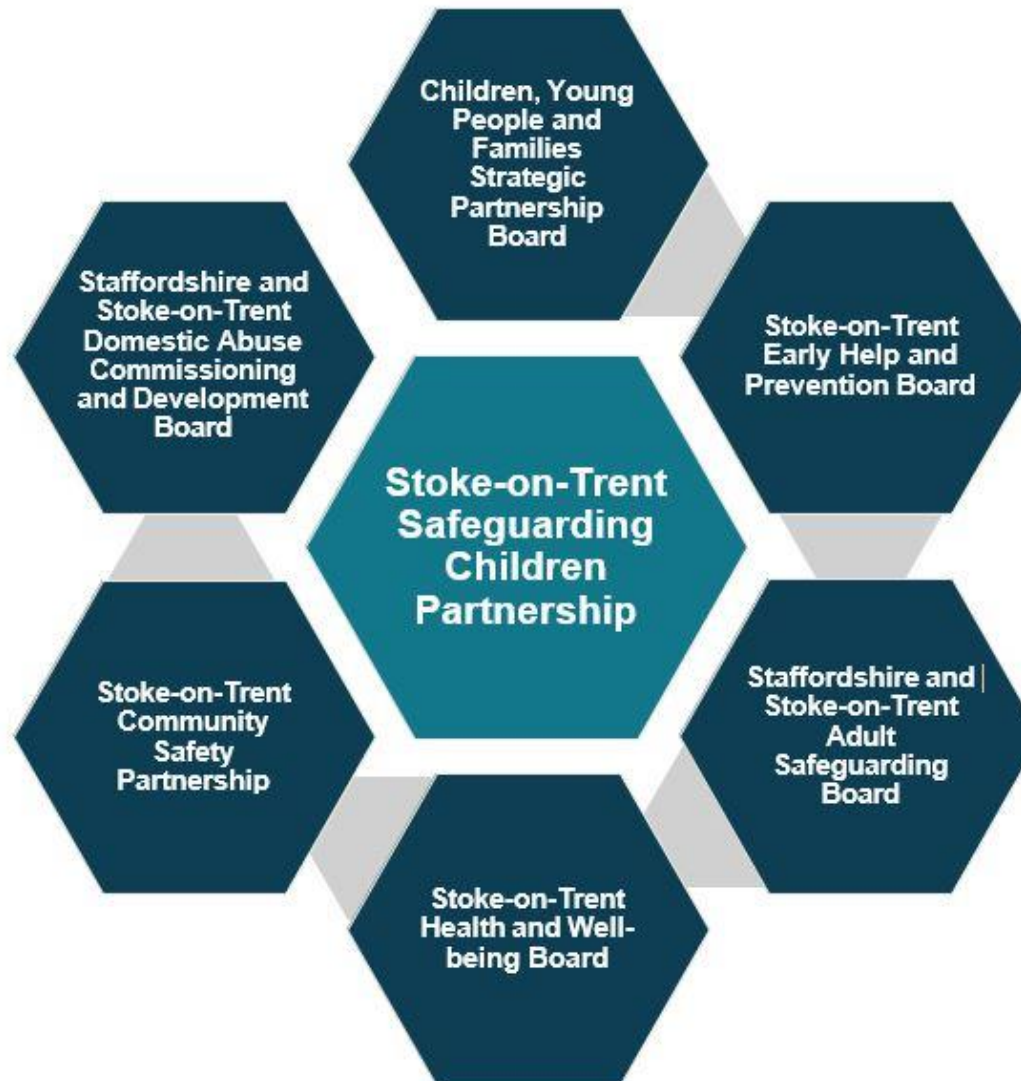 Children, Young
People and
Families
Strategic
Partnership
Board
Staffordshire and
Stoke-on-Trent
Domestic Abuse
Commissioning
and Development
Board
Stoke-on-Trent
Early Help and
Prevention Board
Stoke-on-Trent
Safeguarding
Children
Partnership
Stoke-on-Trent
Community
Safety
Partnership
Staffordshire and
Stoke-on-Trent
Adult
Safeguarding
Board
Stoke-on-Trent
Health and Well-
being Board